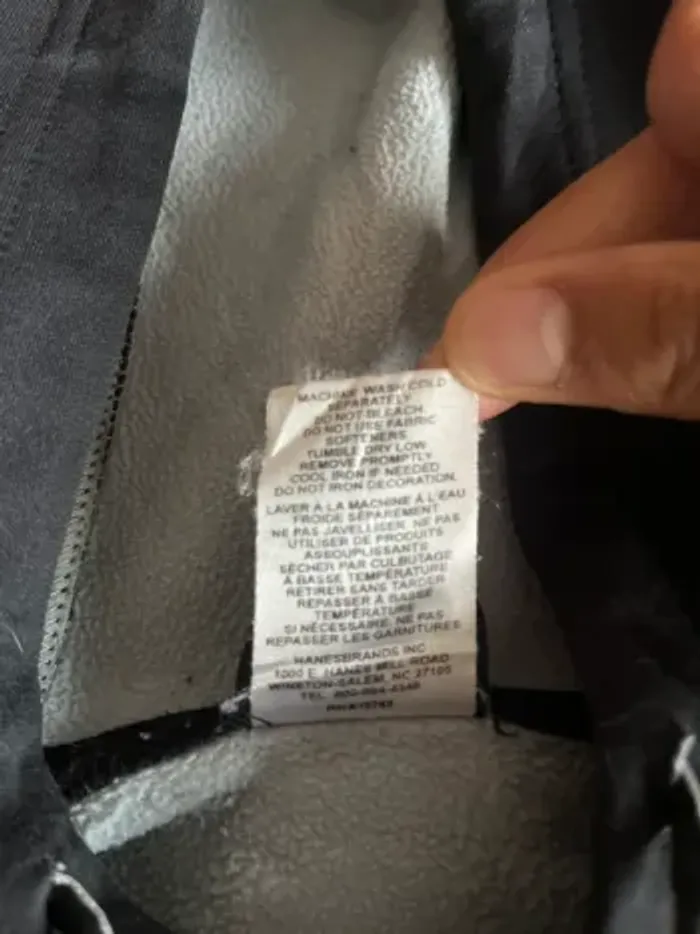 MACHINE WASH COLD
SEPARATELY
DO NOT BLEACH.
DO NOT USE FABRIC
SOFTENERS
TUMBLE DRY LOW
REMOVE PROMPTLY
COOL IRON IF NEEDED
DO NOT IRON DECORATION.
LAVER À LA MACHINE À L'EAU
FROIDE SÉPARÉMENT
NE PAS JAVELLISER. NE PAS
UTILISER DE PRODUITS
ASSOUPLISSANTS
SÉCHER PAR CULBUTAGE
À BASSE TEMPÉRATURE
RETIRER SANS TARDER
REPASSER À BASSE
TEMPÉRATURE
SI NÉCESSAIRE. NE PAS
REPASSER LES GARNITURES.
HANESBRANDS INC
1000 E. HANES MILL ROAD
WINSTON-SALEM, NC 27105
TEL.